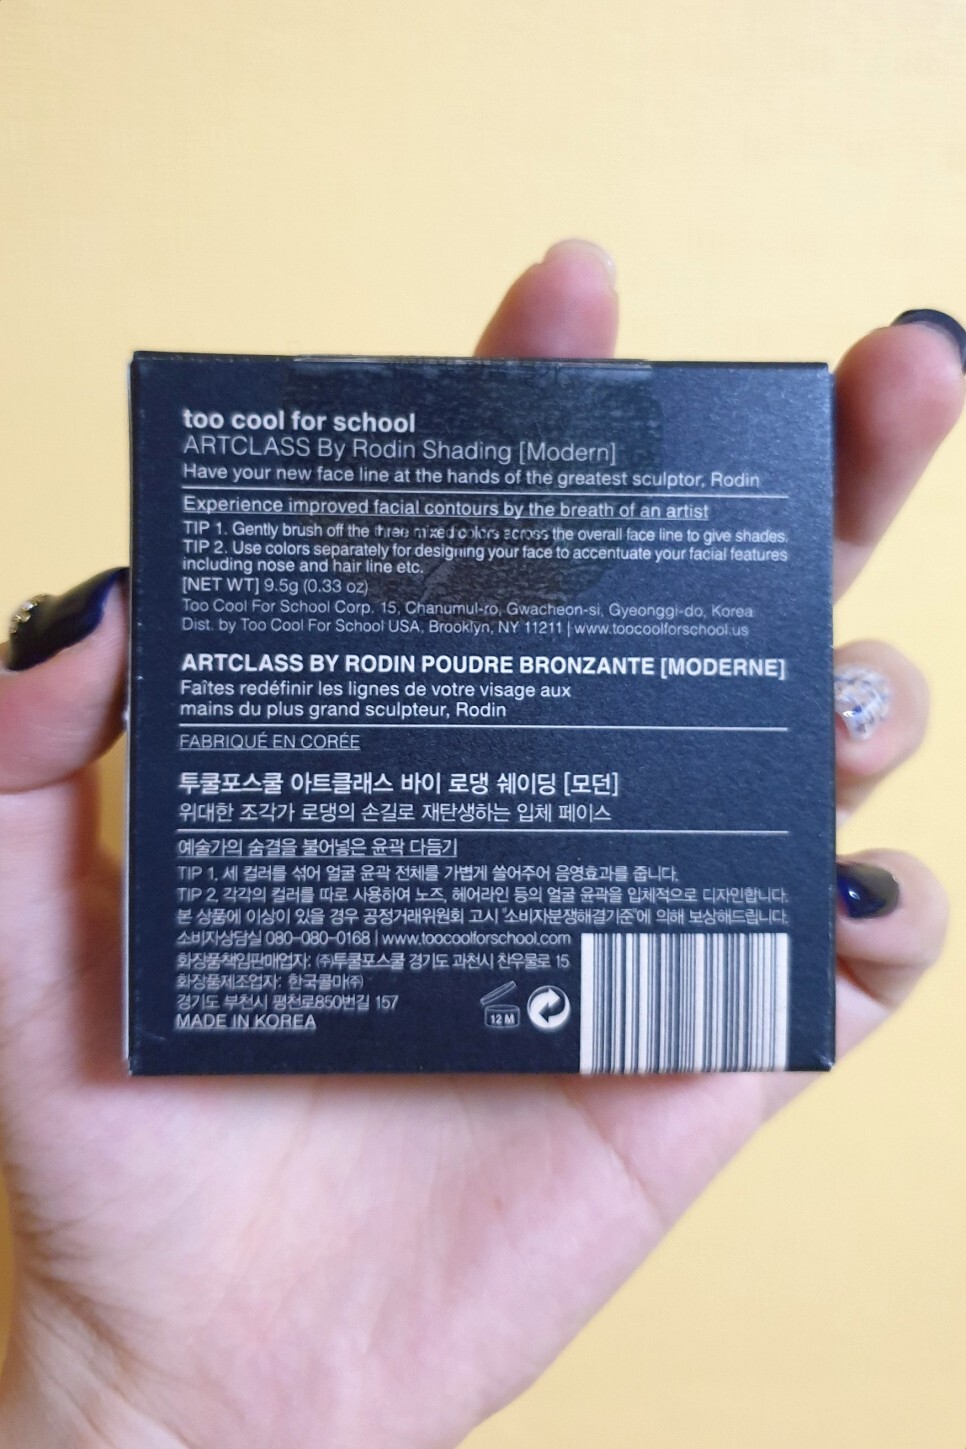 too cool for school
ARTCLASS By Rodin Shading [Modern]
Have your new face line at the hands of the greatest sculptor, Rodin
Experience improved facial contours by the breath of an artist
TIP 1. Gently brush off the three mixed colors across the overall face line to give shades.
TIP 2. Use colors separately for designing your face to accentuate your facial features
including nose and hair line etc.
[NET WT] 9.5g (0.33 oz)
Too Cool For School Corp. 15, Chanumul-ro, Gwacheon-si, Gyeonggi-do, Korea
Dist. by Too Cool For School USA, Brooklyn, NY 11211 | www.toocoolforschool.us
ARTCLASS BY RODIN POUDRE BRONZANTE [MODERNE]
Faîtes redéfinir les lignes de votre visage aux
mains du plus grand sculpteur, Rodin
FABRIQUÉ EN CORÉE
투쿨포스쿨 아트클래스 바이 로댕 쉐이딩 [모던]
위대한 조각가 로댕의 손길로 재탄생하는 입체 페이스
예술가의 숨결을 불어넣은 윤곽 다듬기
TIP 1. 세 컬러를 섞어 얼굴 윤곽 전체를 가볍게 쓸어주어 음영효과를 줍니다.
TIP 2. 각각의 컬러를 따로 사용하여 노즈, 헤어라인 등의 얼굴 윤곽을 입체적으로 디자인합니다.
본 상품에 이상이 있을 경우 공정거래위원회 고시 '소비자분쟁해결기준'에 의해 보상해드립니다.
소비자상담실 080-080-0168 | www.toocoolforschool.com
화장품책임판매업자: (주)투쿨포스쿨 경기도 과천시 찬우물로 15
화장품제조업자: 한국콜마(주)
경기도 부천시 평천로850번길 157
MADE IN KOREA
12 M